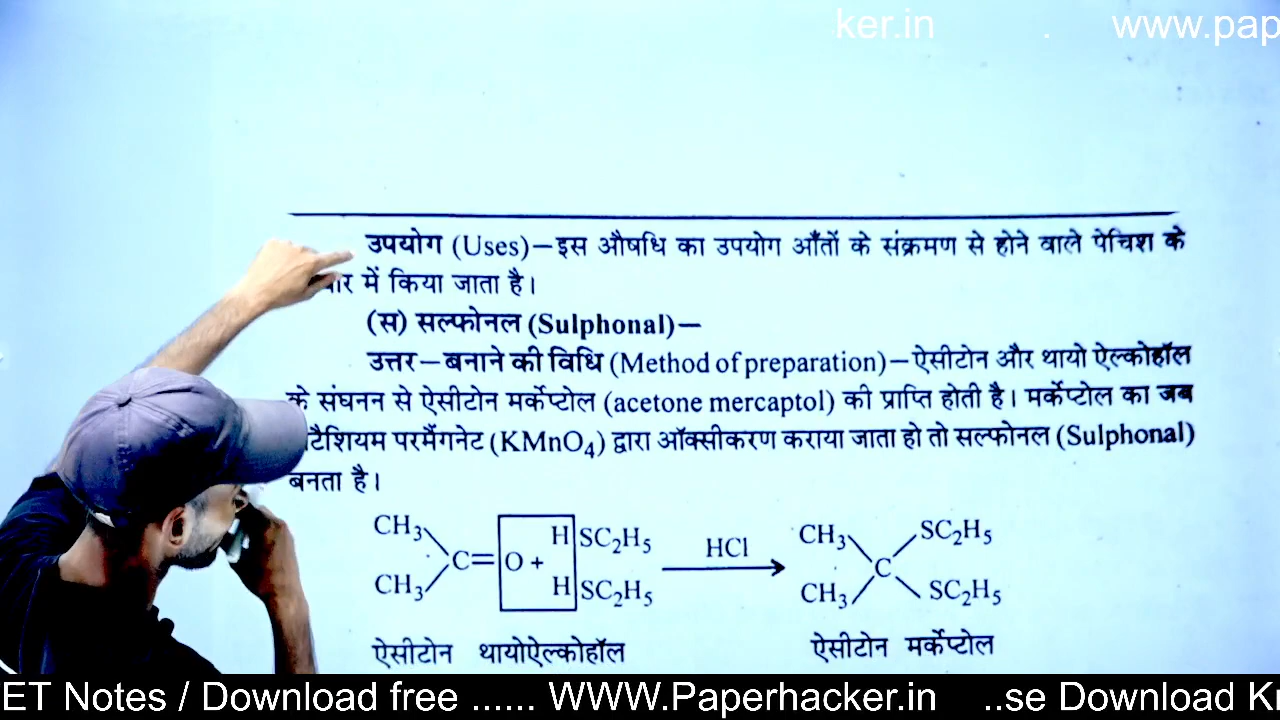 ker.in . www.pap
उपयोग (Uses)—इस औषधि का उपयोग आँतों के संक्रमण से होने वाले पेचिश के
में किया जाता है।
(स) सल्फोनल (Sulphonal)—
उत्तर—बनाने की विधि (Method of preparation)—ऐसीटोन और थायो ऐल्कोहॉल
के संघनन से ऐसीटोन मर्केप्टोल (acetone mercaptol) की प्राप्ति होती है। मर्केप्टोल का जब
टैशियम परमैंगनेट (KMnO₄) द्वारा ऑक्सीकरण कराया जाता हो तो सल्फोनल (Sulphonal)
बनता है।
CH₃ H SC₂H₅ CH₃ SC₂H₅
C=O + HCl C
CH₃ H SC₂H₅ CH₃ SC₂H₅
ऐसीटोन थायोऐल्कोहॉल ऐसीटोन मर्केप्टोल
ET Notes / Download free ...... WWW.Paperhacker.in ..se Download